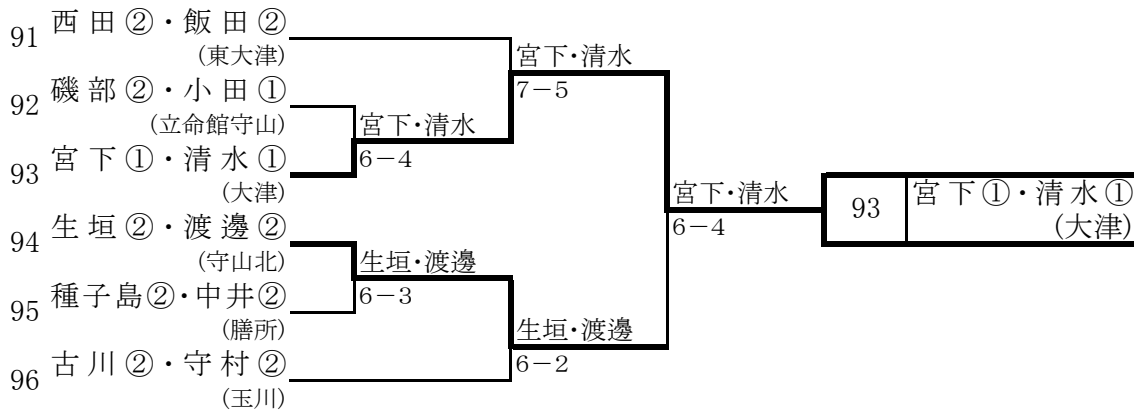 91 西田②・飯田②
(東大津)
92 磯部②・小田①
(立命館守山)
93 宮下①・清水①
(大津)
94 生垣②・渡邊②
(守山北)
95 種子島②・中井②
(膳所)
96 古川②・守村②
(玉川)
宮下・清水
6－4
生垣・渡邊
6－3
宮下・清水
7－5
生垣・渡邊
6－2
宮下・清水
6－4
93 宮下①・清水①
(大津)